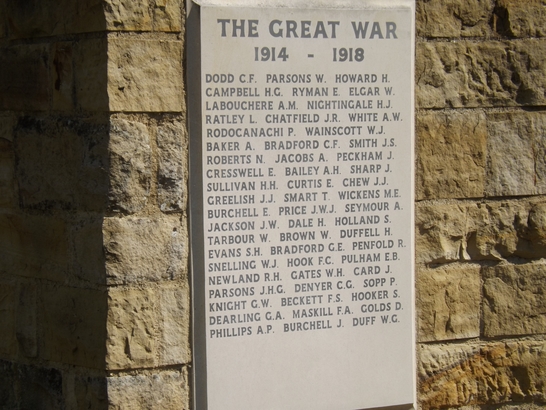 THE GREAT WAR
1914 - 1918
DODD C.F. PARSONS W. HOWARD H.
CAMPBELL H.G. RYMAN E. ELGAR W.
LABOUCHERE A.M. NIGHTINGALE H.J.
RATLEY L. CHATFIELD J.R. WHITE A.W.
RODOCANACHI P. WAINSCOTT W.J.
BAKER A. BRADFORD C.F. SMITH J.S.
ROBERTS N. JACOBS A. PECKHAM J.
CRESSWELL E. BAILEY A.H. SHARP J.
SULLIVAN H.H. CURTIS E. CHEW J.J.
GREELISH J.J. SMART T. WICKENS M.E.
BURCHELL E. PRICE J.W.J. SEYMOUR A.
JACKSON J.W. DALE H. HOLLAND S.
TARBOUR W. BROWN W. DUFFELL H.
EVANS S.H. BRADFORD G.E. PENFOLD R.
SNELLING W.J. HOOK F.C. PULHAM E.B.
NEWLAND R.H. GATES W.H. CARD J.
PARSONS J.H.G. DENYER C.G. SOPP P.
KNIGHT G.W. BECKETT F.S. HOOKER S.
DEARLING G.A. MASKILL F.A. GOLDS D.
PHILLIPS A.P. BURCHELL J. DUFF W.G.